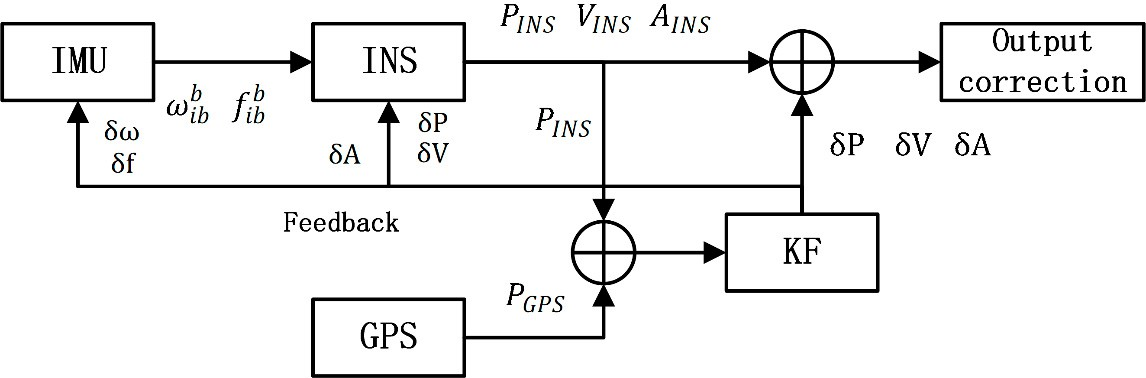 P_INS V_INS A_INS
IMU
INS
Output
correction
ω_ib^b f_ib^b
P_INS
δω
δf
δA
δP
δV
δP δV δA
Feedback
KF
P_GPS
GPS